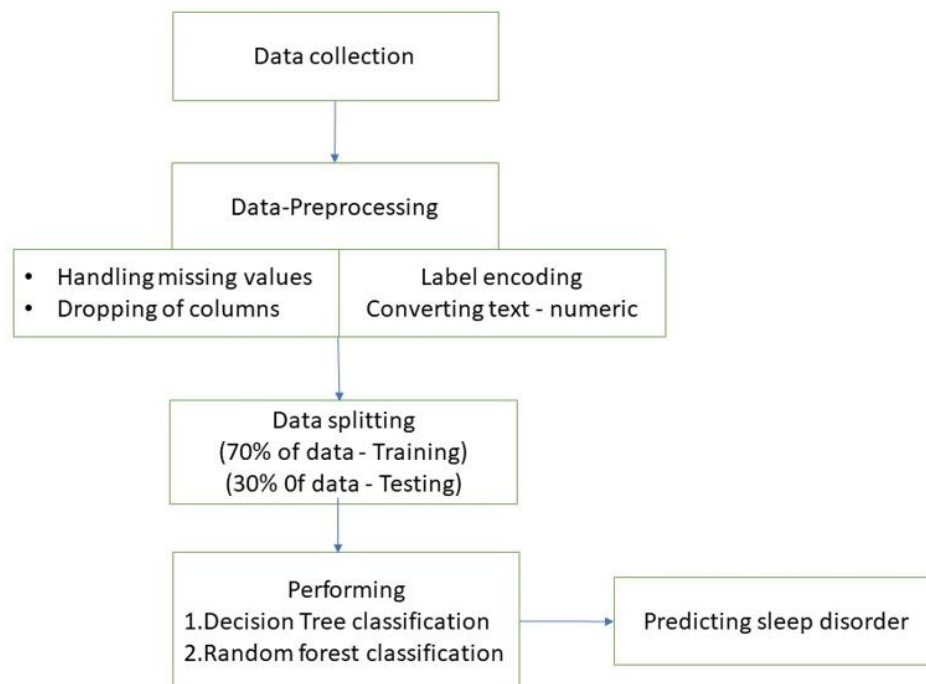 Data collection
Data-Preprocessing
• Handling missing values
• Dropping of columns
Label encoding
Converting text - numeric
Data splitting
(70% of data - Training)
(30% 0f data - Testing)
Performing
1.Decision Tree classification
2.Random forest classification
Predicting sleep disorder